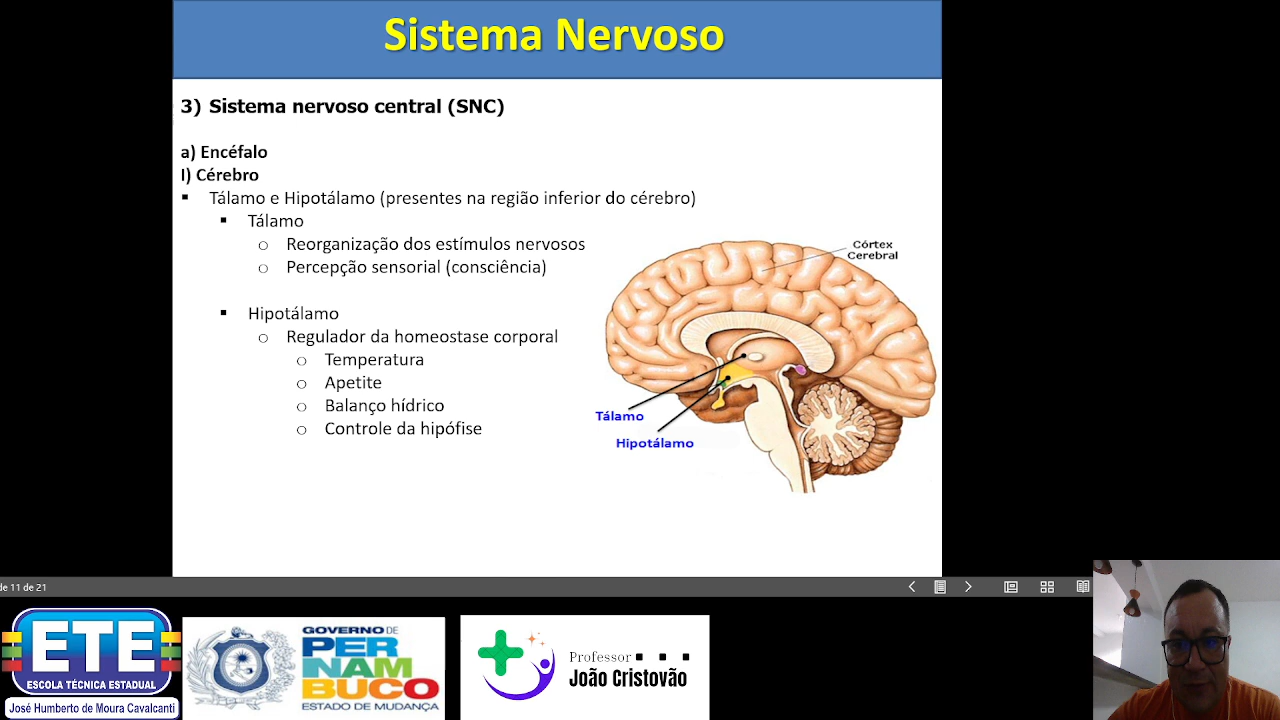 Sistema Nervoso
3) Sistema nervoso central (SNC)
a) Encéfalo
I) Cérebro
Tálamo e Hipotálamo (presentes na região inferior do cérebro)
Tálamo
Reorganização dos estímulos nervosos
Percepção sensorial (consciência)
Hipotálamo
Regulador da homeostase corporal
Temperatura
Apetite
Balanço hídrico
Controle da hipófise
Córtex
Cerebral
Tálamo
Hipotálamo
de 11 de 21
ETE
ESCOLA TÉCNICA ESTADUAL
José Humberto de Moura Cavalcanti
GOVERNO DE
PER
NAM
BUCO
ESTADO DE MUDANÇA
Professor
João Cristovão